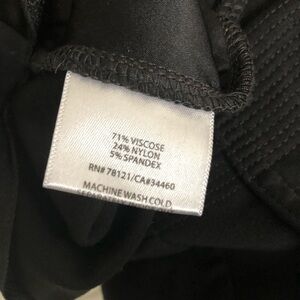 71% VISCOSE
24% NYLON
5% SPANDEX
RN# 78121/CA#34460
MACHINE WASH COLD